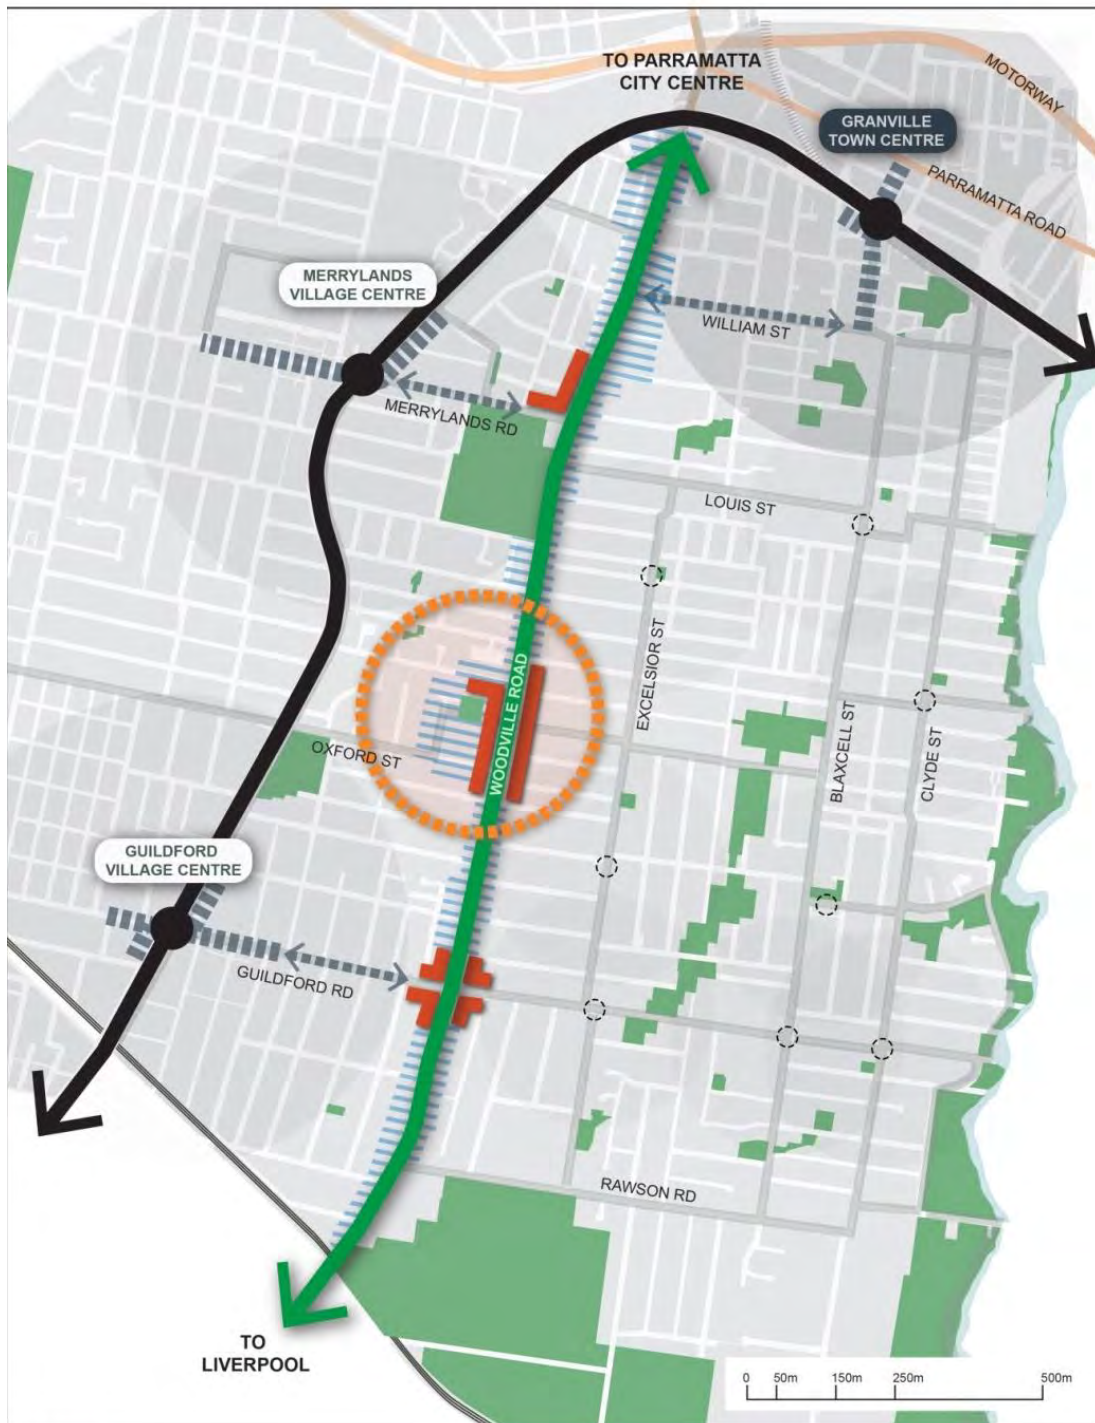 TO PARRAMATTA
CITY CENTRE
MOTORWAY
GRANVILLE
TOWN CENTRE
PARRAMATTA ROAD
MERRYLANDS
VILLAGE CENTRE
WILLIAM ST
MERRYLANDS RD
LOUIS ST
EXCELSIOR ST
WOODVILLE ROAD
BLAXCELL ST
CLYDE ST
OXFORD ST
GUILDFORD
VILLAGE CENTRE
GUILDFORD RD
RAWSON RD
TO
LIVERPOOL
0 50m 150m 250m 500m